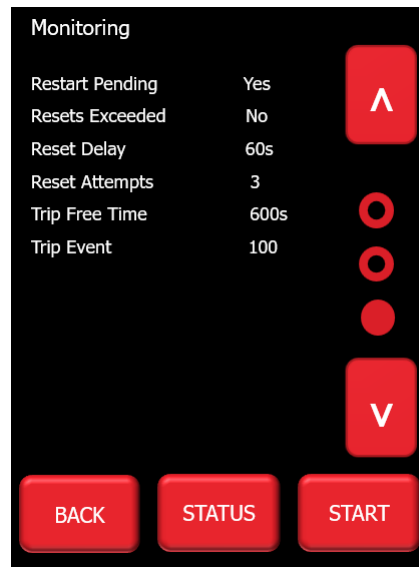 Monitoring
Restart Pending Yes
Resets Exceeded No
Reset Delay 60s
Reset Attempts 3
Trip Free Time 600s
Trip Event 100
BACK STATUS START